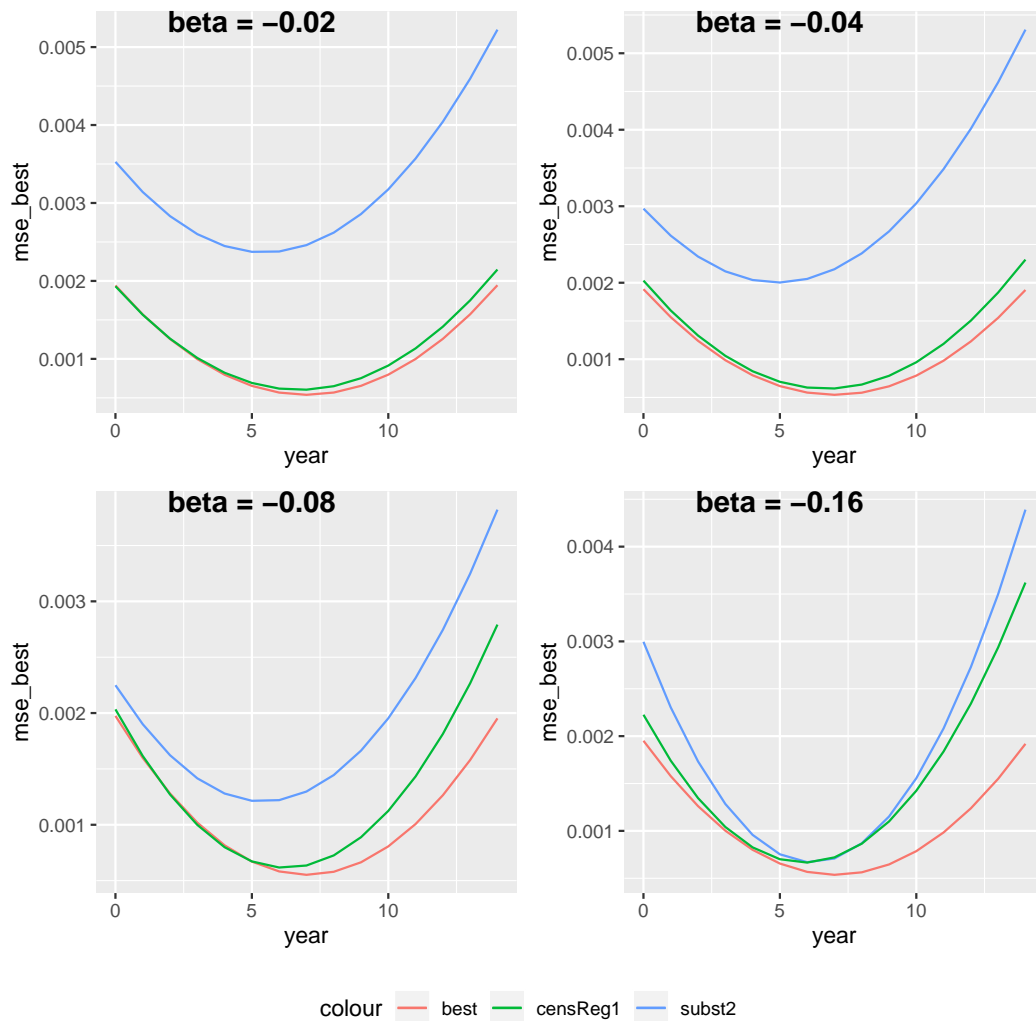 beta = −0.02
0.005
0.004
0.003
0.002
0.001
mse_best
0
5
10
year
beta = −0.04
0.005
0.004
0.003
0.002
0.001
mse_best
0
5
10
year
beta = −0.08
0.003
0.002
0.001
mse_best
0
5
10
year
beta = −0.16
0.004
0.003
0.002
0.001
mse_best
0
5
10
year
colour best censReg1 subst2